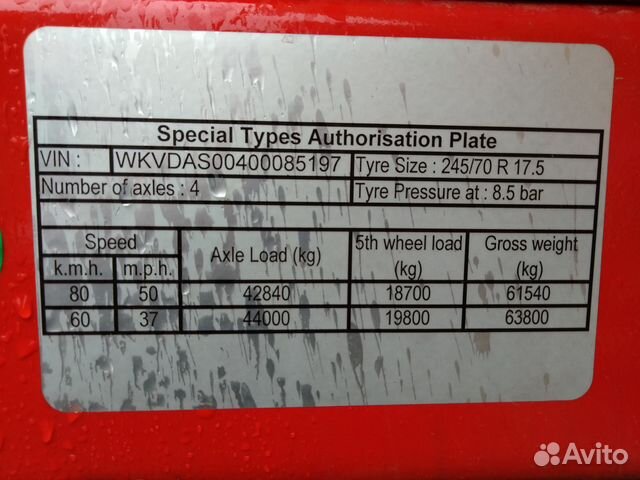 Special Types Authorisation Plate
VIN : WKVDAS00400085197 Tyre Size : 245/70 R 17.5
Number of axles : 4 Tyre Pressure at : 8.5 bar
Speed Axle Load (kg) 5th wheel load (kg) Gross weight (kg)
k.m.h. m.p.h.
80 50 42840 18700 61540
60 37 44000 19800 63800
Avito